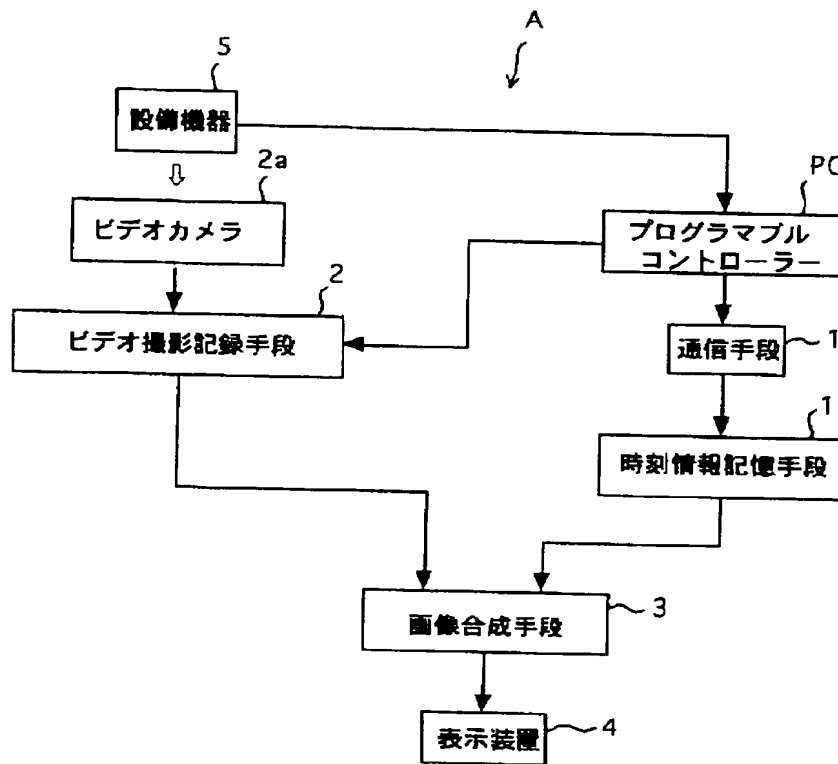 A
5
設備機器
2a
ビデオカメラ
PC
プログラマブル
コントローラー
2
ビデオ撮影記録手段
通信手段
1
1
時刻情報記憶手段
画像合成手段
3
表示装置
4